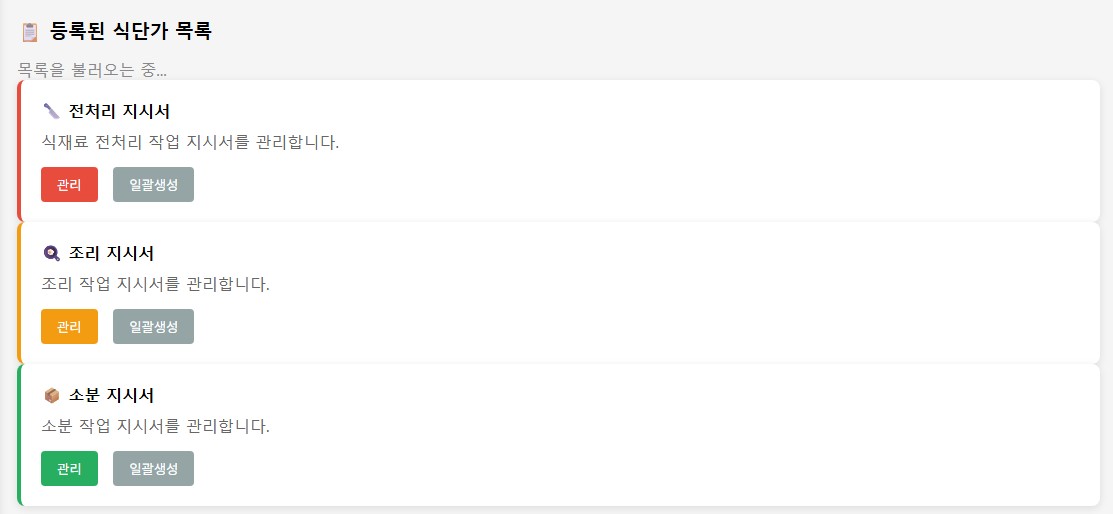 등록된 식단가 목록
목록을 불러오는 중...
전처리 지시서
식재료 전처리 작업 지시서를 관리합니다.
관리 일괄생성
조리 지시서
조리 작업 지시서를 관리합니다.
관리 일괄생성
소분 지시서
소분 작업 지시서를 관리합니다.
관리 일괄생성